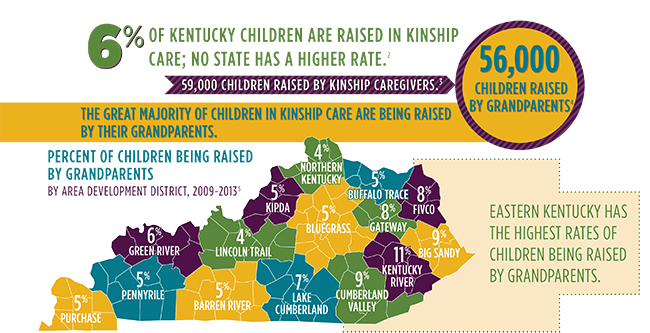 6% OF KENTUCKY CHILDREN ARE RAISED IN KINSHIP
CARE; NO STATE HAS A HIGHER RATE.2
59,000 CHILDREN RAISED BY KINSHIP CAREGIVERS.3
56,000
CHILDREN RAISED
BY GRANDPARENTS4
THE GREAT MAJORITY OF CHILDREN IN KINSHIP CARE ARE BEING RAISED
BY THEIR GRANDPARENTS.
PERCENT OF CHILDREN BEING RAISED
BY GRANDPARENTS
BY AREA DEVELOPMENT DISTRICT, 2009-20135
4%
NORTHERN
KENTUCKY
5%
KIPDA
5%
BUFFALO TRACE
8%
FIVCO
5%
BLUEGRASS
8%
GATEWAY
6%
GREEN RIVER
4%
LINCOLN TRAIL
9%
BIG SANDY
11%
KENTUCKY
RIVER
5%
PURCHASE
5%
PENNYRILE
5%
BARREN RIVER
7%
LAKE
CUMBERLAND
9%
CUMBERLAND
VALLEY
EASTERN KENTUCKY HAS
THE HIGHEST RATES OF
CHILDREN BEING RAISED
BY GRANDPARENTS.